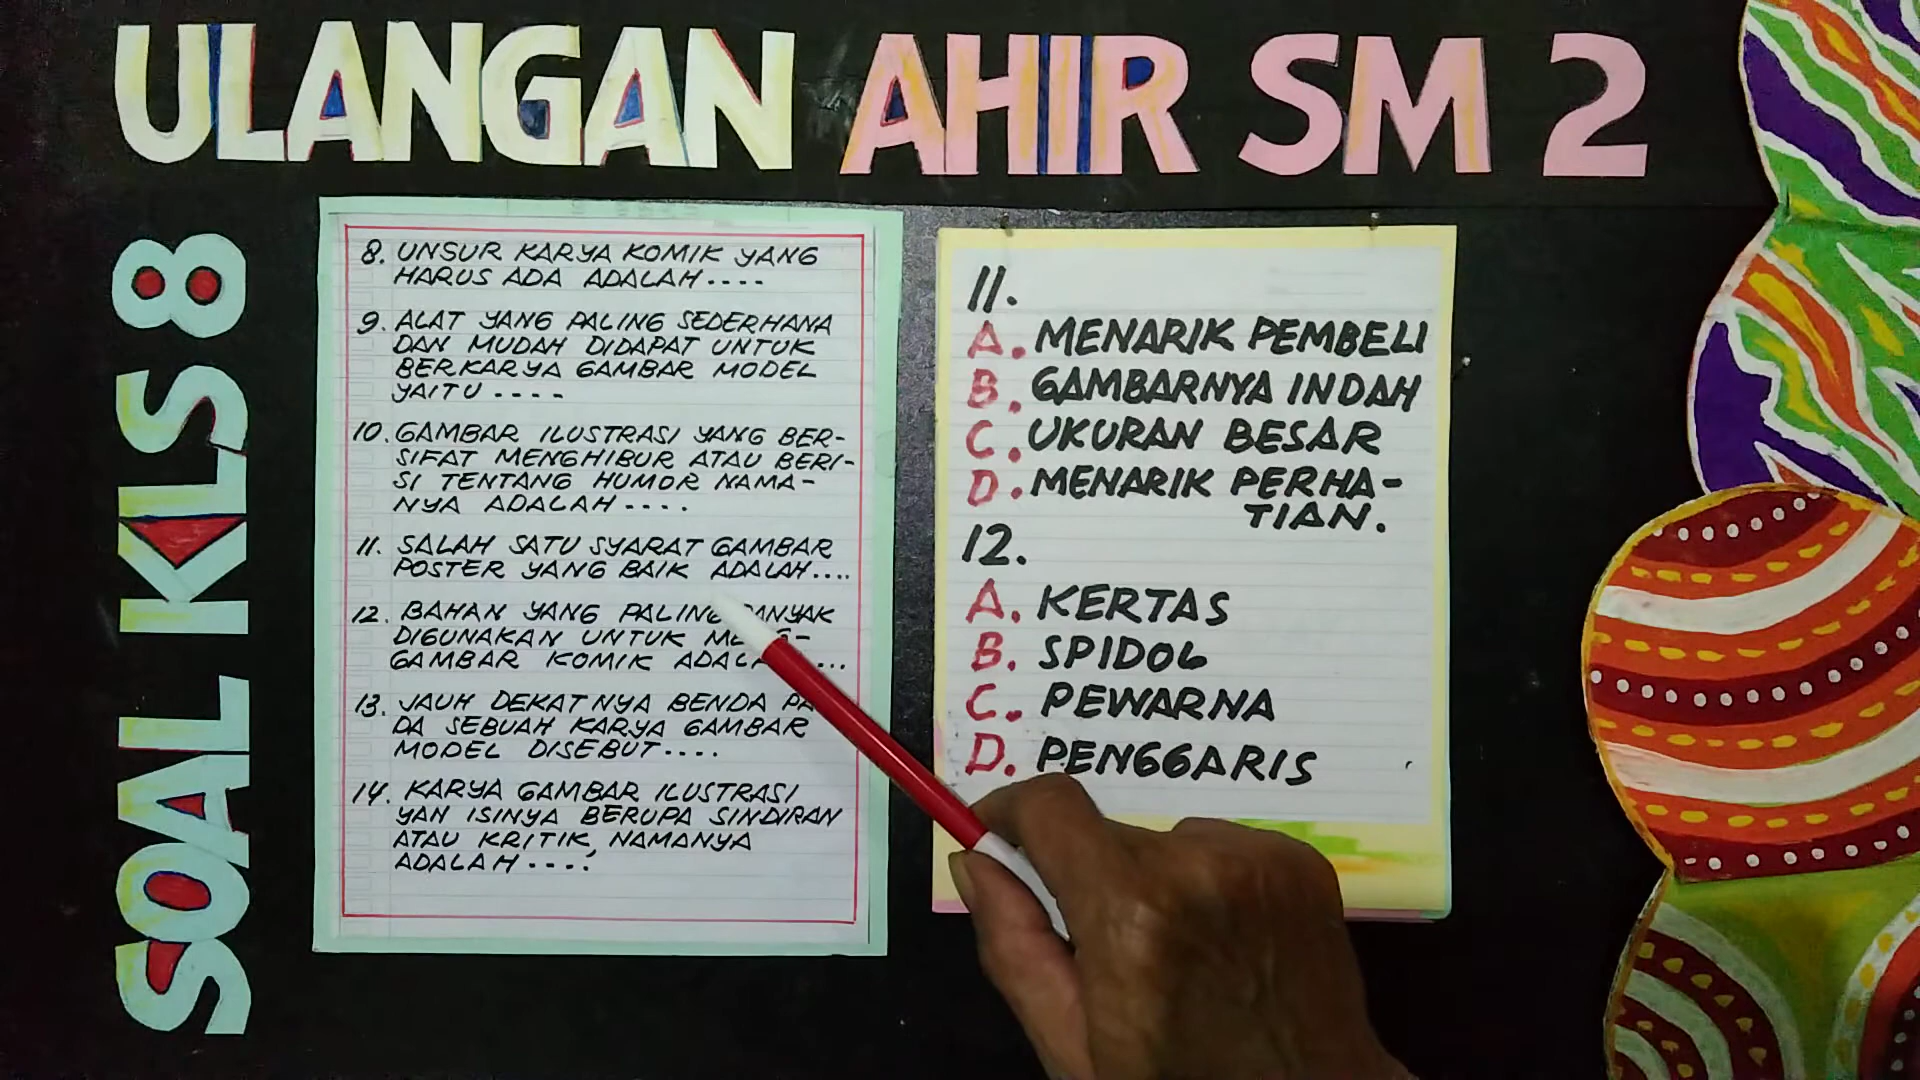 ULANGAN AHIR SM 2
SOAL KLS 8
8. UNSUR KARYA KOMIK YANG
HARUS ADA ADALAH ....
9. ALAT YANG PALING SEDERHANA
DAN MUDAH DIDAPAT UNTUK
BERKARYA GAMBAR MODEL
YAITU ....
10. GAMBAR ILUSTRASI YANG BER-
SIFAT MENGHIBUR ATAU BERI-
SI TENTANG HUMOR NAMA-
NYA ADALAH ....
11. SALAH SATU SYARAT GAMBAR
POSTER YANG BAIK ADALAH....
12. BAHAN YANG PALING
DIGUNAKAN UNTUK
GAMBAR KOMIK
13. JAUH DEKATNYA BENDA PA
DA SEBUAH KARYA GAMBAR
MODEL DISEBUT....
14. KARYA GAMBAR ILUSTRASI
YAN ISINYA BERUPA SINDIRAN
ATAU KRITIK, NAMANYA
ADALAH ....
11.
A. MENARIK PEMBELI
B. GAMBARNYA INDAH
C. UKURAN BESAR
D. MENARIK PERHA-
TIAN.
12.
A. KERTAS
B. SPIDOL
C. PEWARNA
D. PENGGARIS